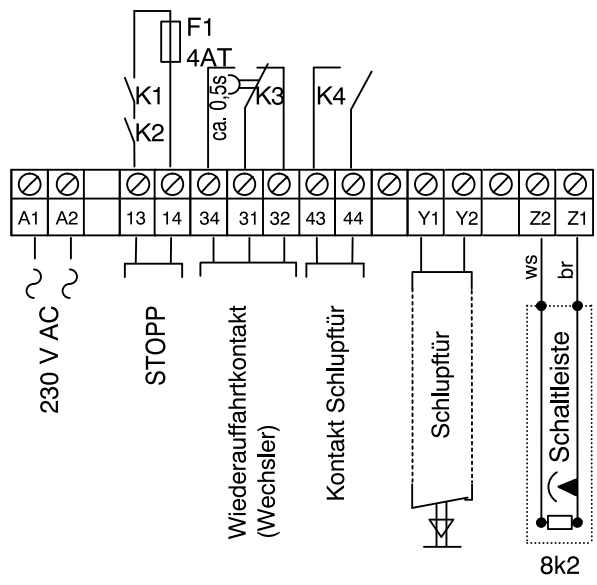 F1
4AT
K1
K2
ca. 0,5s
K3
K4
A1 A2 13 14 34 31 32 43 44 Y1 Y2 Z2 Z1
230 V AC
STOPP
Wiederauffahrtkontakt
(Wechsler)
Kontakt Schlupftür
Schlupftür
ws
br
Schaltleiste
8k2